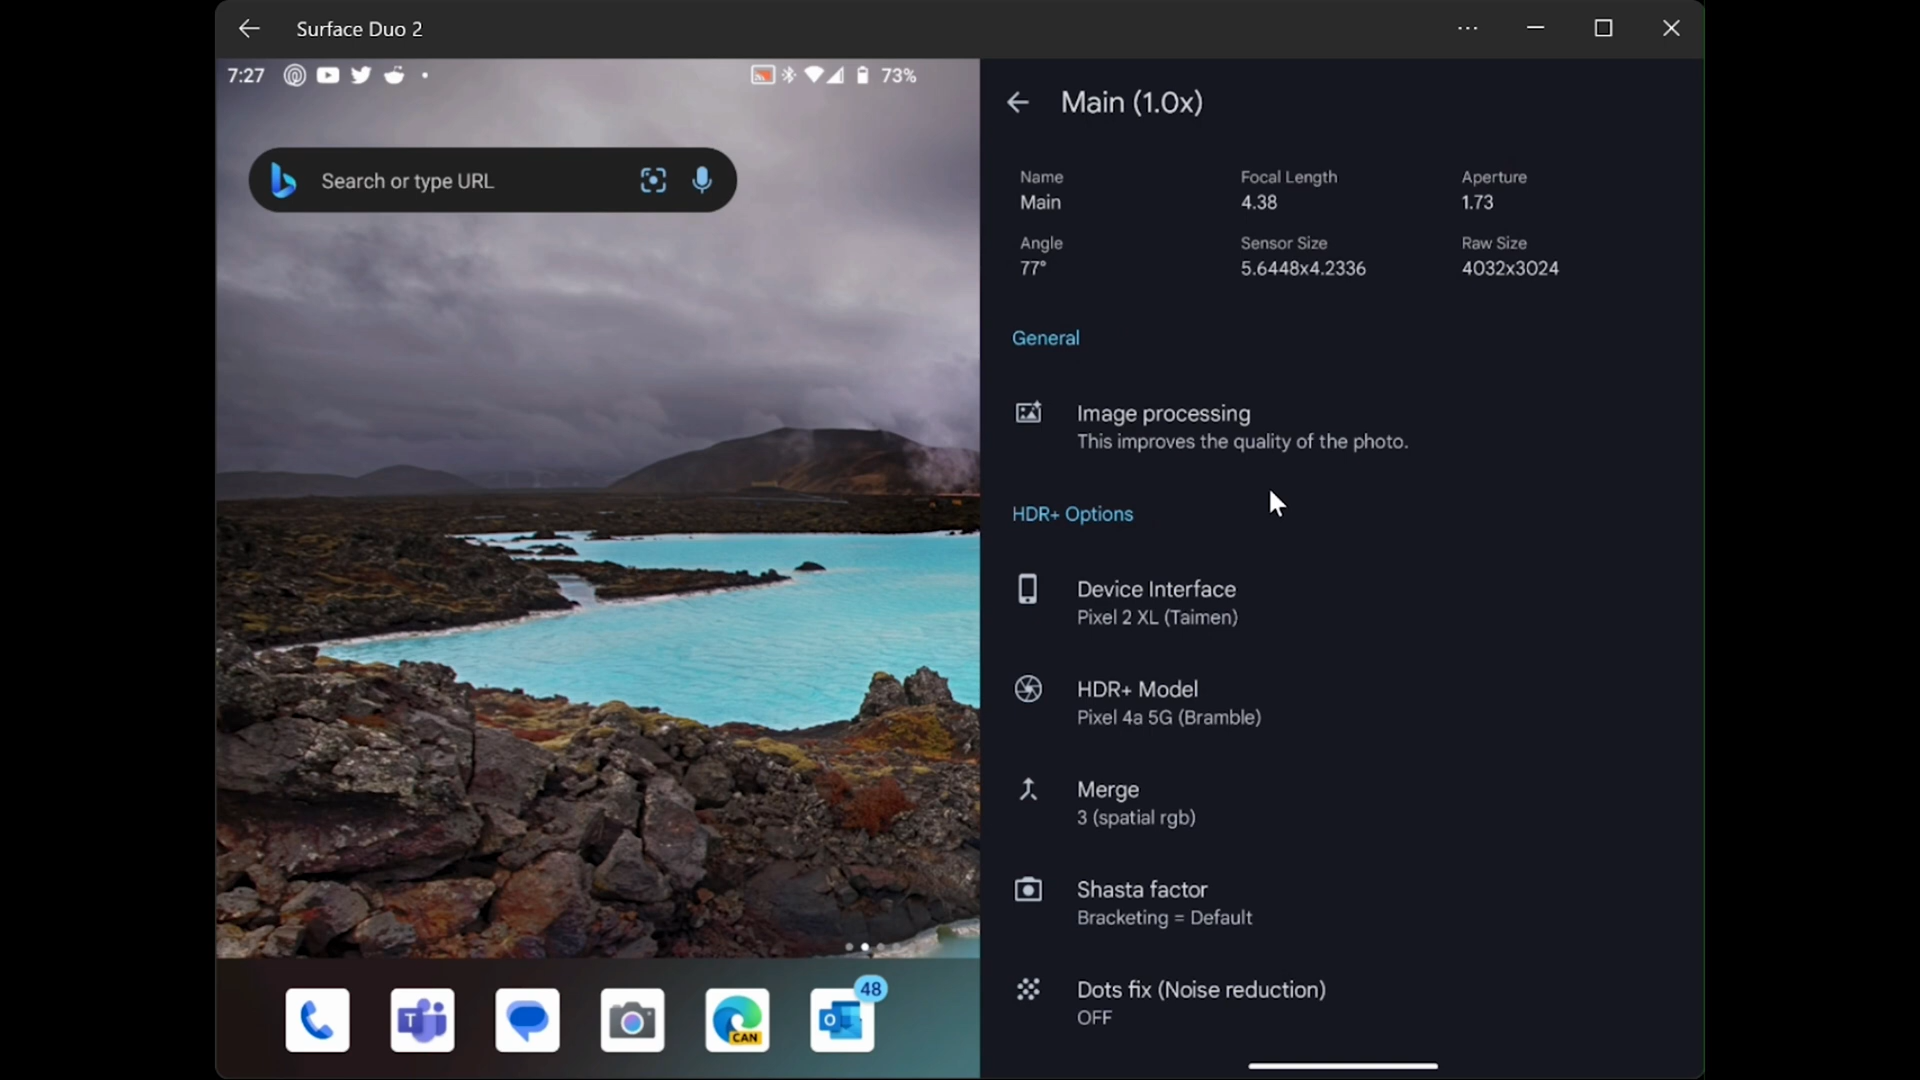 Surface Duo 2
7:27
73%
Search or type URL
T
CAN
O
48
Main (1.0x)
Name
Main
Focal Length
4.38
Aperture
1.73
Angle
77°
Sensor Size
5.6448x4.2336
Raw Size
4032x3024
General
Image processing
This improves the quality of the photo.
HDR+ Options
Device Interface
Pixel 2 XL (Taimen)
HDR+ Model
Pixel 4a 5G (Bramble)
Merge
3 (spatial rgb)
Shasta factor
Bracketing = Default
Dots fix (Noise reduction)
OFF